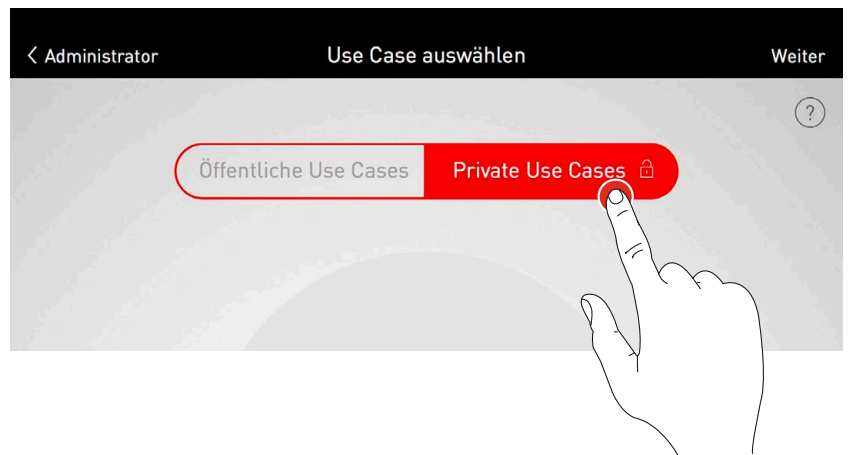 Administrator
Use Case auswählen
Weiter
?
Öffentliche Use Cases
Private Use Cases